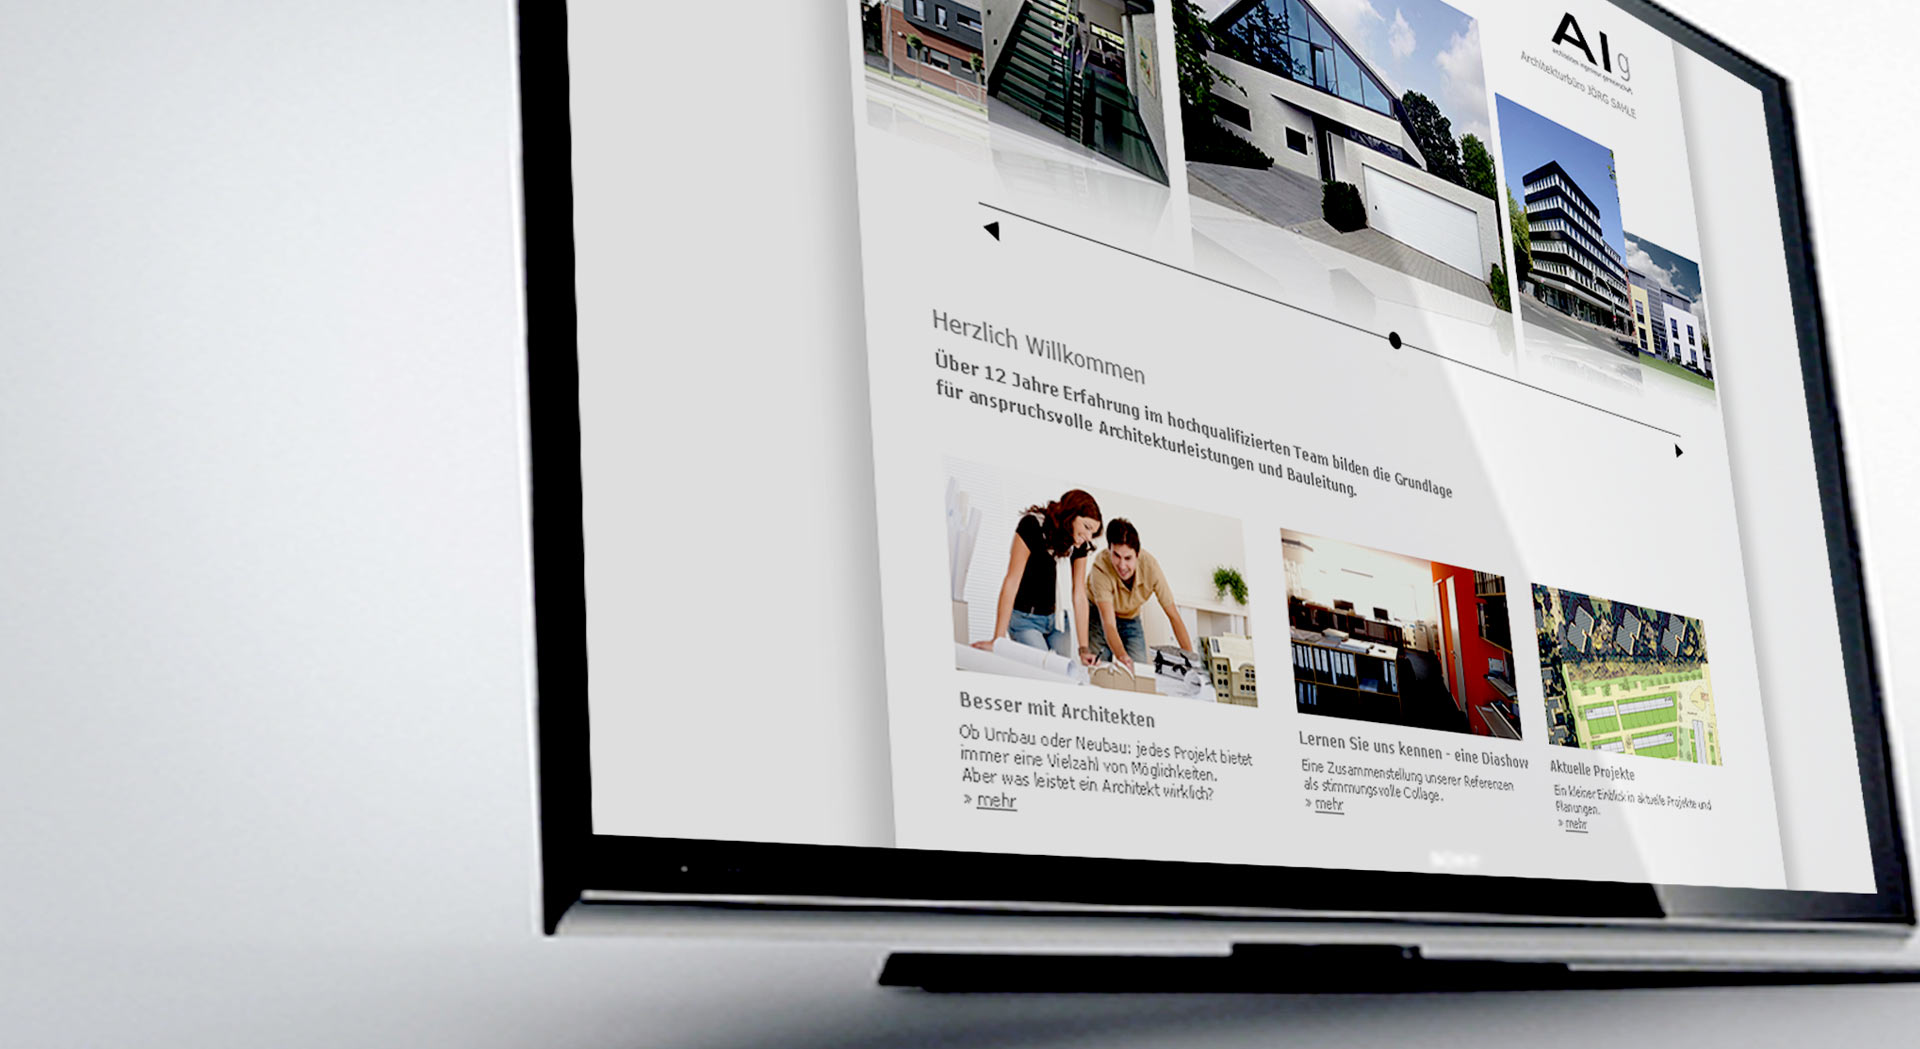 AIg
architekten ingenieur gemeinschaft
Architekturbüro JÖRG SAHLE
Herzlich Willkommen
Über 12 Jahre Erfahrung im hochqualifizierten Team bilden die Grundlage
für anspruchsvolle Architekturleistungen und Bauleitung.
Besser mit Architekten
Ob Umbau oder Neubau: jedes Projekt bietet
immer eine Vielzahl von Möglichkeiten.
Aber was leistet ein Architekt wirklich?
» mehr
Lernen Sie uns kennen - eine Diashow
Eine Zusammenstellung unserer Referenzen
als stimmungsvolle Collage.
» mehr
Aktuelle Projekte
Ein kleiner Einblick in aktuelle Projekte und
Planungen.
» mehr